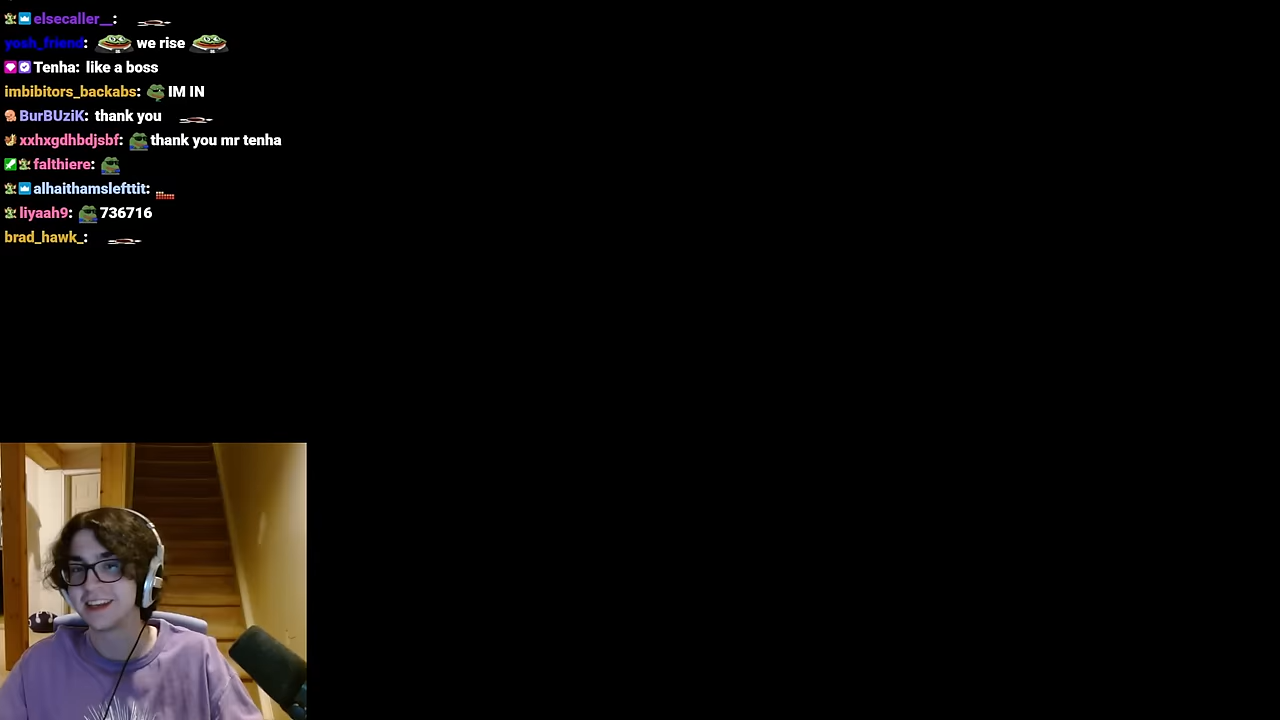 elsecaller__:
yosh_friend: we rise
Tenha: like a boss
imbibitors_backabs: IM IN
BurBUziK: thank you
xxhxgdhbdjsbf: thank you mr tenha
falthiere:
alhaithamslefttit:
liyaah9: 736716
brad_hawk_: